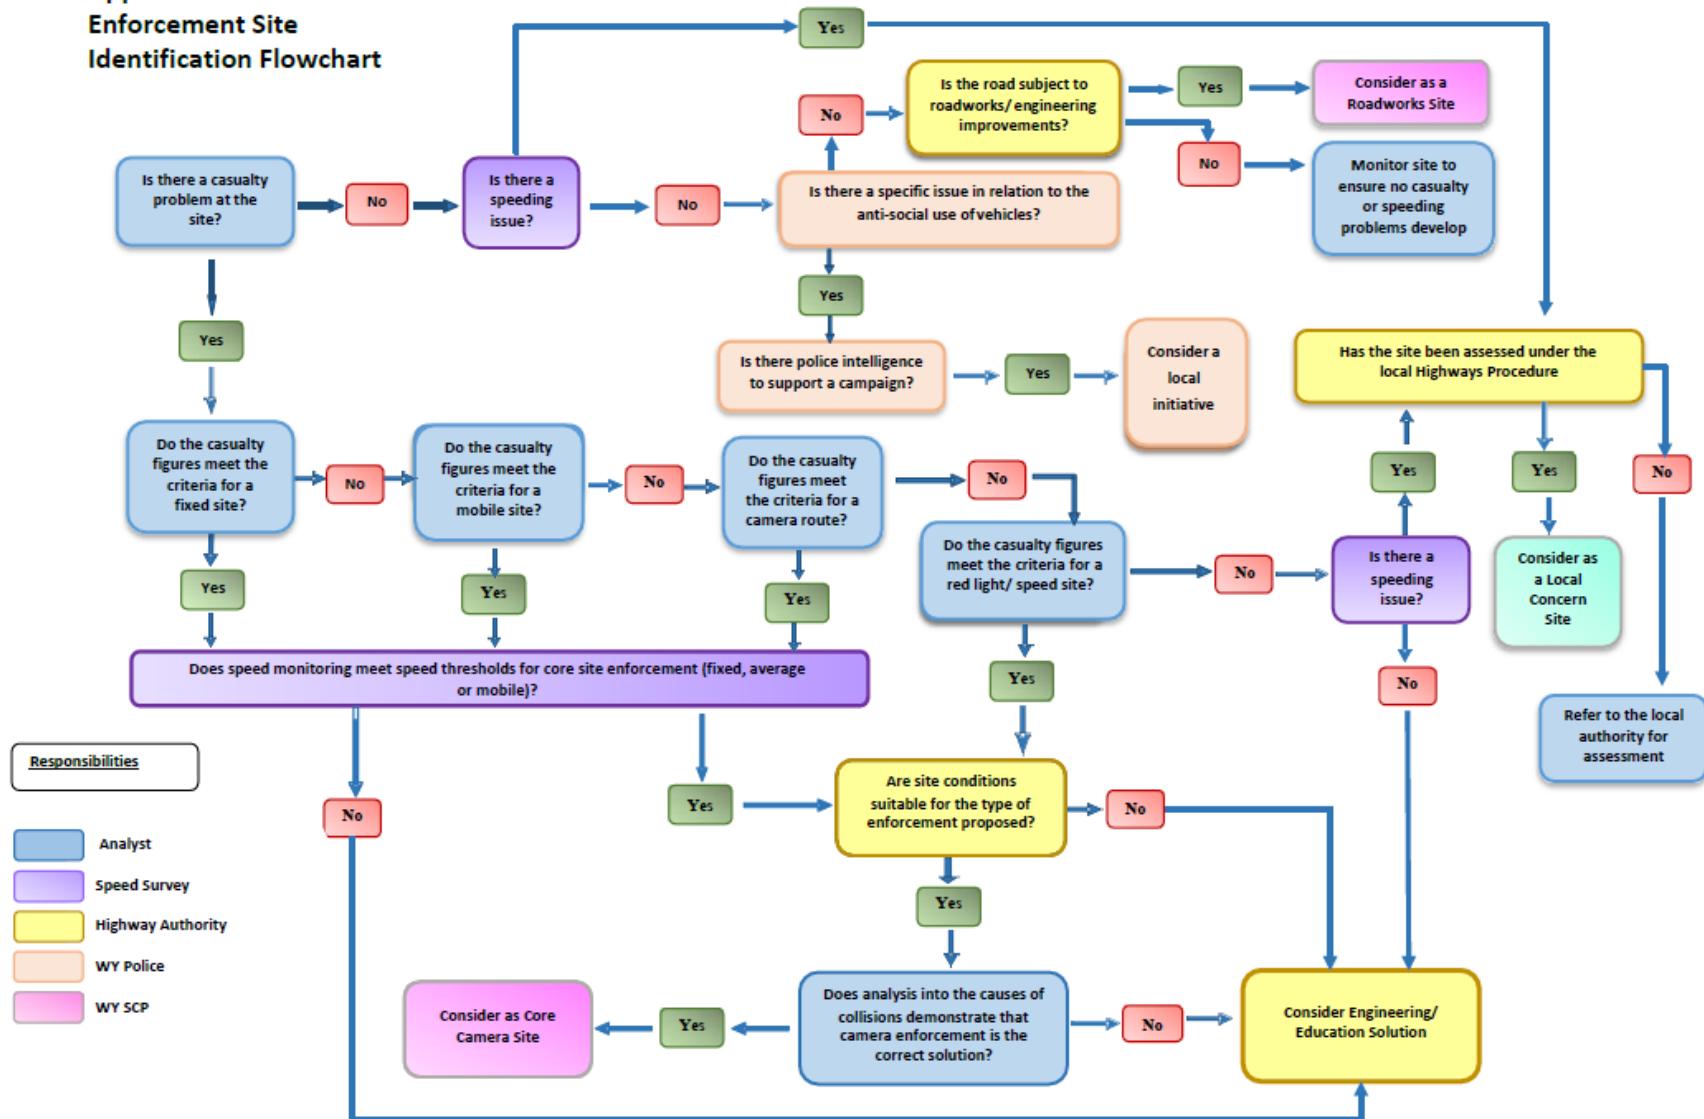 Enforcement Site
Identification Flowchart
Yes
Is the road subject to
roadworks/ engineering
improvements?
Yes
Consider as a
Roadworks Site
No
No
Monitor site to
ensure no casualty
or speeding
problems develop
Is there a casualty
problem at the
site?
No
Is there a
speeding
issue?
No
Is there a specific issue in relation to the
anti-social use of vehicles?
Yes
Yes
Is there police intelligence
to support a campaign?
Yes
Consider a
local
initiative
Has the site been assessed under the
local Highways Procedure
Do the casualty
figures meet the
criteria for a
fixed site?
No
Do the casualty
figures meet the
criteria for a
mobile site?
No
Do the casualty
figures meet
the criteria for a
camera route?
No
Yes
Yes
No
Do the casualty figures
meet the criteria for a
red light/ speed site?
No
Is there a
speeding
issue?
Consider as
a Local
Concern
Site
Yes
Yes
Yes
Does speed monitoring meet speed thresholds for core site enforcement (fixed, average
or mobile)?
Yes
No
Refer to the local
authority for
assessment
Responsibilities
Analyst
Speed Survey
Highway Authority
WY Police
WY SCP
No
Yes
Are site conditions
suitable for the type of
enforcement proposed?
No
Yes
Consider as Core
Camera Site
Yes
Does analysis into the causes of
collisions demonstrate that
camera enforcement is the
correct solution?
No
Consider Engineering/
Education Solution